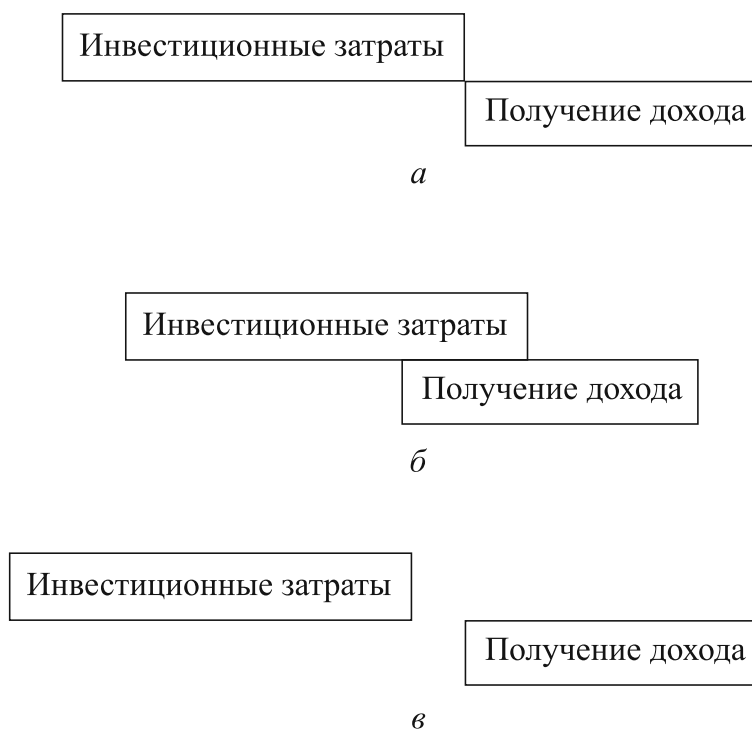 Инвестиционные затраты
Получение дохода
а
Инвестиционные затраты
Получение дохода
б
Инвестиционные затраты
Получение дохода
в